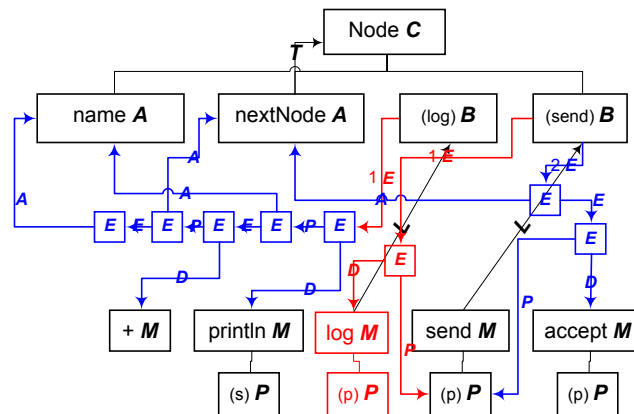 Node C
T
name A
nextNode A
(log) B
(send) B
A
A
1 E
1 E
2 E
A
A
E
E
E
E
E
P
E
E
E
P
E
E
E
E
D
D
D
L
L
P
P
D
+ M
println M
log M
send M
accept M
(s) P
(p) P
(p) P
(p) P